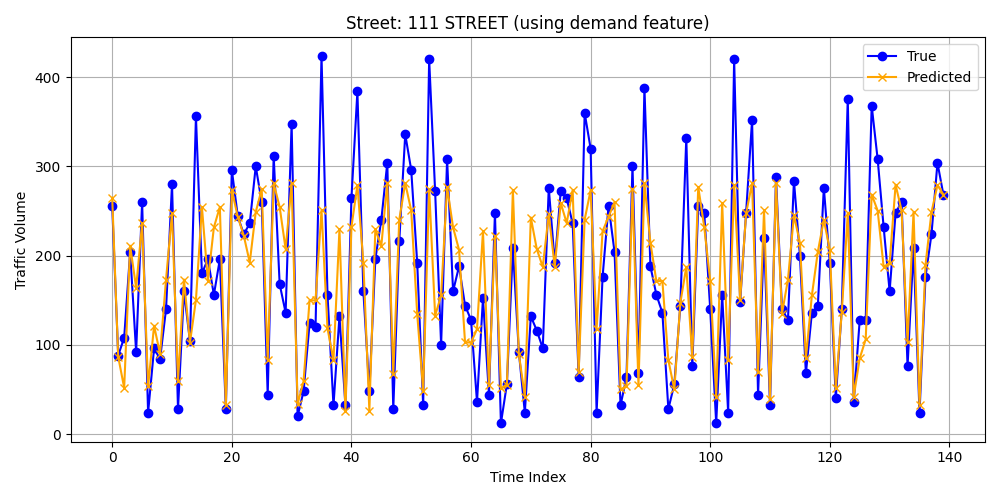 Street: 111 STREET (using demand feature)
True
Predicted
Traffic Volume
400
300
200
100
0
0 20 40 60 80 100 120 140
Time Index